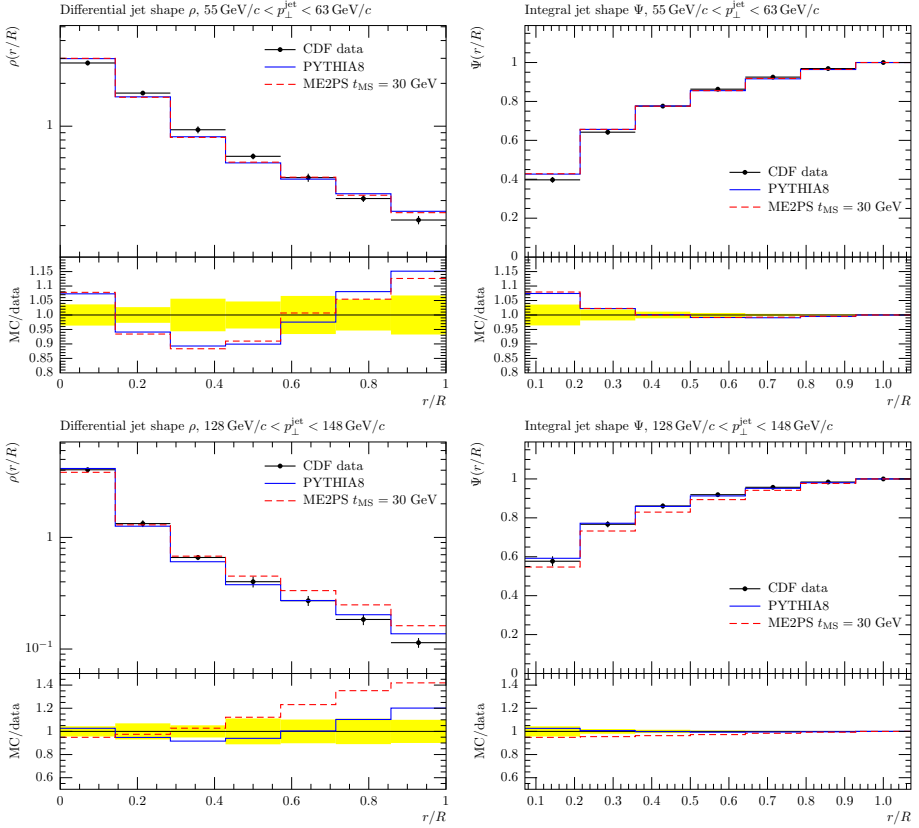 Differential jet shape ρ, 55 GeV/c < p⊥^jet < 63 GeV/c
ρ(r/R)
CDF data
PYTHIA8
ME2PS t_MS = 30 GeV
1
MC/data
1.15
1.1
1.05
1.0
0.95
0.9
0.85
0.8
0 0.2 0.4 0.6 0.8 1
r/R
Integral jet shape Ψ, 55 GeV/c < p⊥^jet < 63 GeV/c
Ψ(r/R)
1
0.8
0.6
0.4
0.2
0
CDF data
PYTHIA8
ME2PS t_MS = 30 GeV
MC/data
1.15
1.1
1.05
1.0
0.95
0.9
0.85
0.8
0.1 0.2 0.3 0.4 0.5 0.6 0.7 0.8 0.9 1.0
r/R
Differential jet shape ρ, 128 GeV/c < p⊥^jet < 148 GeV/c
ρ(r/R)
CDF data
PYTHIA8
ME2PS t_MS = 30 GeV
1
10^−1
MC/data
1.4
1.2
1
0.8
0.6
0 0.2 0.4 0.6 0.8 1
r/R
Integral jet shape Ψ, 128 GeV/c < p⊥^jet < 148 GeV/c
Ψ(r/R)
1
0.8
0.6
0.4
0.2
0
CDF data
PYTHIA8
ME2PS t_MS = 30 GeV
MC/data
1.4
1.2
1
0.8
0.6
0.1 0.2 0.3 0.4 0.5 0.6 0.7 0.8 0.9 1.0
r/R